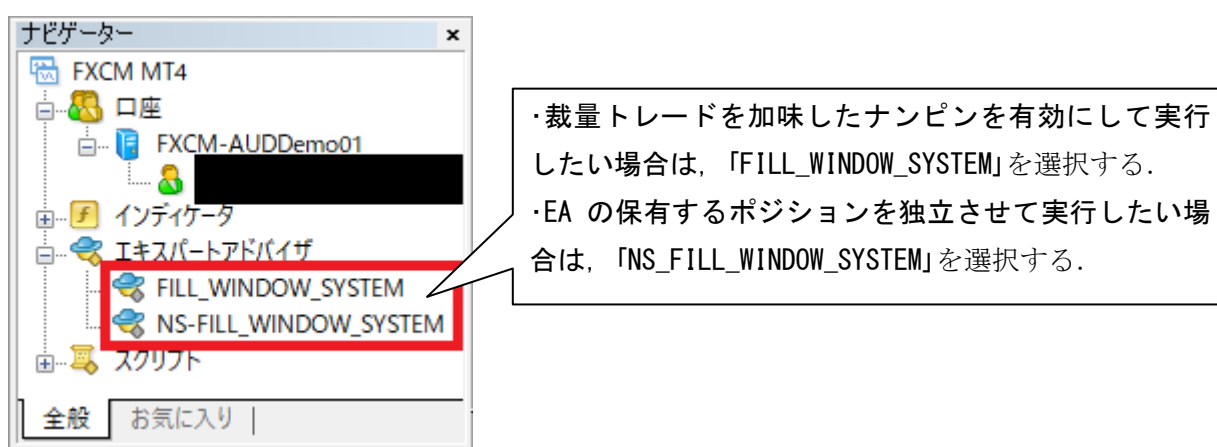 ナビゲーター
FXCM MT4
口座
FXCM-AUDDemo01
インディケータ
エキスパートアドバイザ
FILL_WINDOW_SYSTEM
NS-FILL_WINDOW_SYSTEM
スクリプト
全般 お気に入り
・裁量トレードを加味したナンピンを有効にして実行
したい場合は,「FILL_WINDOW_SYSTEM」を選択する.
・EA の保有するポジションを独立させて実行したい場
合は,「NS_FILL_WINDOW_SYSTEM」を選択する.